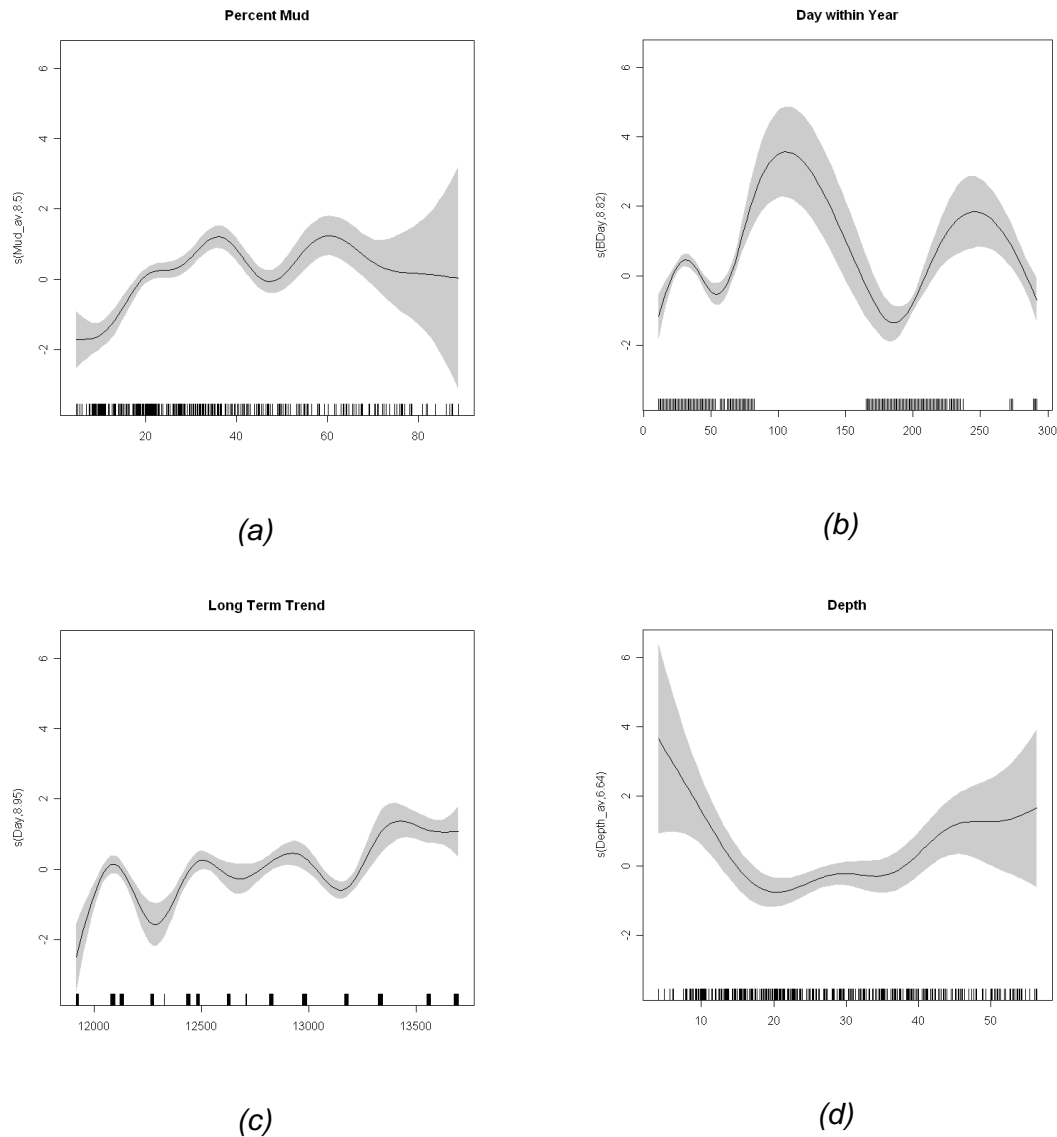 Percent Mud
s(Mud_av,8.5)
6
4
2
0
-2
20 40 60 80
(a)
Day within Year
s(BDay,8.82)
6
4
2
0
-2
0 50 100 150 200 250 300
(b)
Long Term Trend
s(Day,8.95)
6
4
2
0
-2
12000 12500 13000 13500
(c)
Depth
s(Depth_av,6.64)
6
4
2
0
-2
10 20 30 40 50
(d)